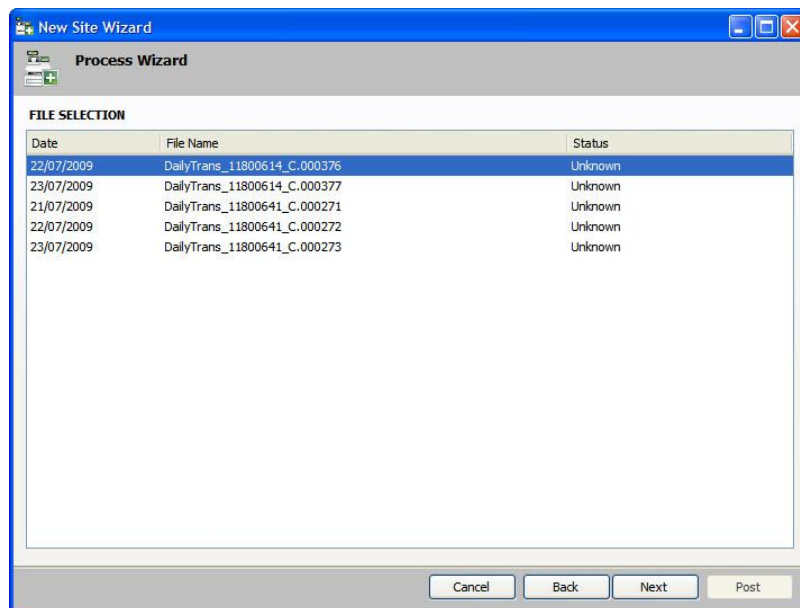 New Site Wizard
Process Wizard
FILE SELECTION
Date File Name Status
22/07/2009 DailyTrans_11800614_C.000376 Unknown
23/07/2009 DailyTrans_11800614_C.000377 Unknown
21/07/2009 DailyTrans_11800641_C.000271 Unknown
22/07/2009 DailyTrans_11800641_C.000272 Unknown
23/07/2009 DailyTrans_11800641_C.000273 Unknown
Cancel Back Next Post